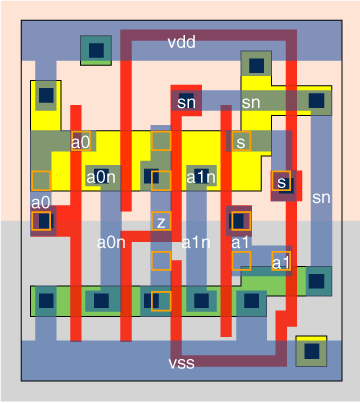 vdd
sn sn
a0 s
a0n a1n s
a0 sn
z
a0n a1n a1
a1
vss